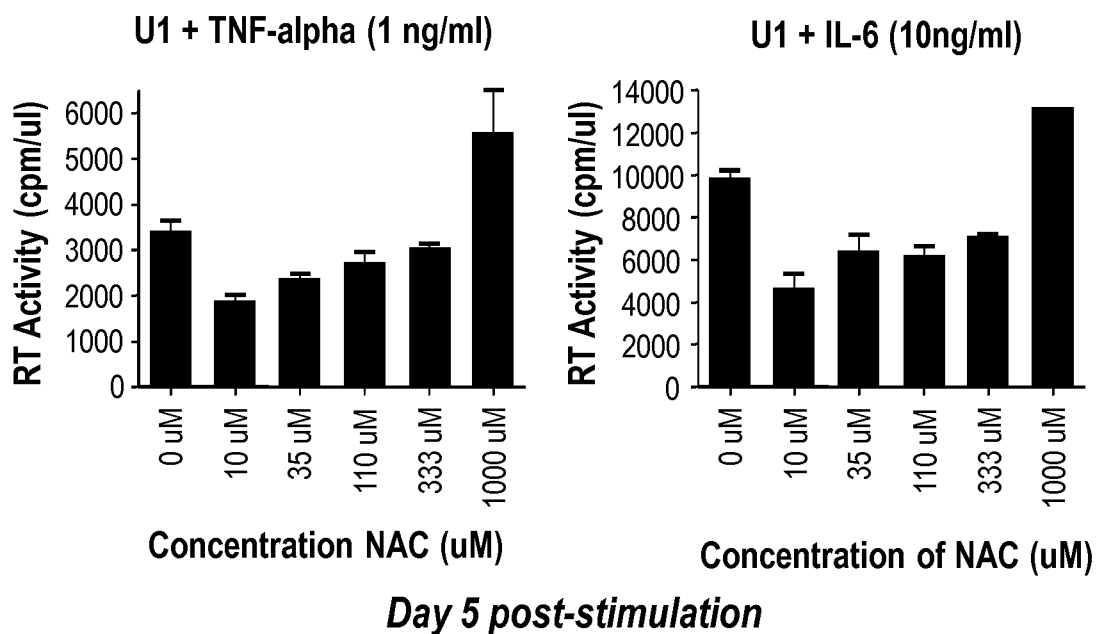 U1 + TNF-alpha (1 ng/ml)
RT Activity (cpm/ul)
6000
5000
4000
3000
2000
1000
0
0 uM
10 uM
35 uM
110 uM
333 uM
1000 uM
Concentration NAC (uM)
U1 + IL-6 (10ng/ml)
RT Activity (cpm/ul)
14000
12000
10000
8000
6000
4000
2000
0
0 uM
10 uM
35 uM
110 uM
333 uM
1000 uM
Concentration of NAC (uM)
Day 5 post-stimulation